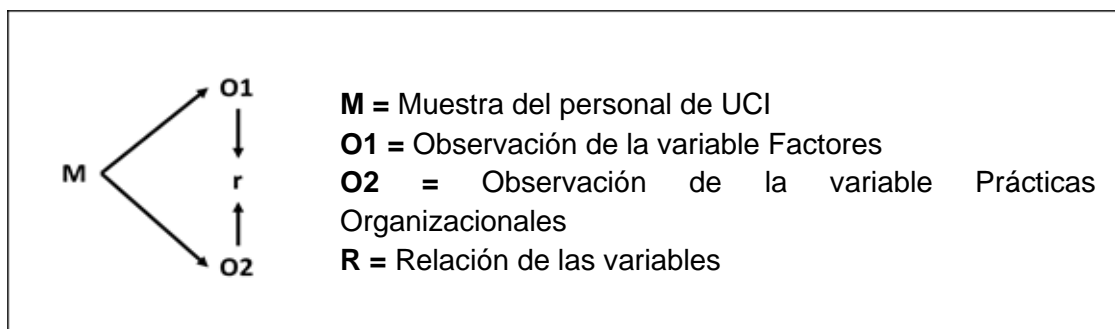 O1
M
r
O2
M = Muestra del personal de UCI
O1 = Observación de la variable Factores
O2 = Observación de la variable Prácticas
Organizacionales
R = Relación de las variables